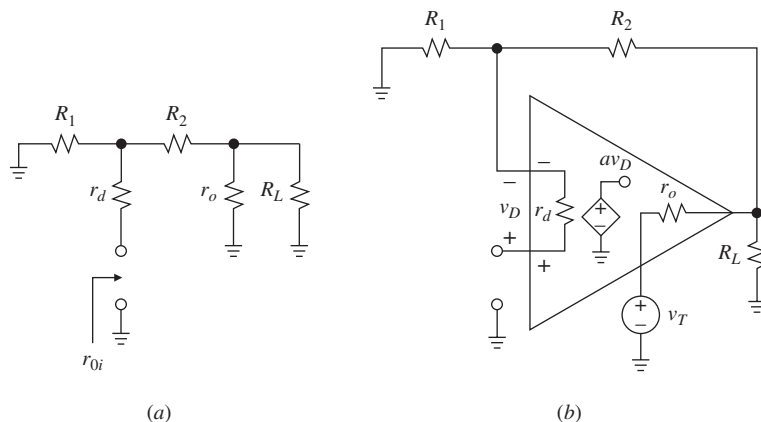 R1
R2
rd
ro
RL
r0i
(a)
R1
R2
−
−
avD
+
−
ro
vD
rd
+
+
RL
+
−
vT
(b)